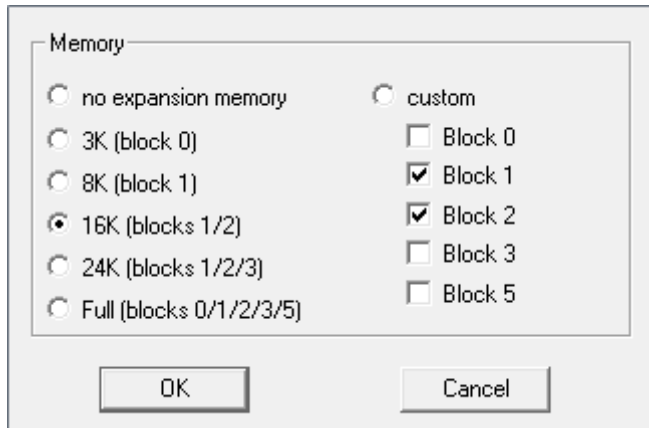 Memory
no expansion memory
3K (block 0)
8K (block 1)
16K (blocks 1/2)
24K (blocks 1/2/3)
Full (blocks 0/1/2/3/5)
custom
Block 0
Block 1
Block 2
Block 3
Block 5
OK
Cancel